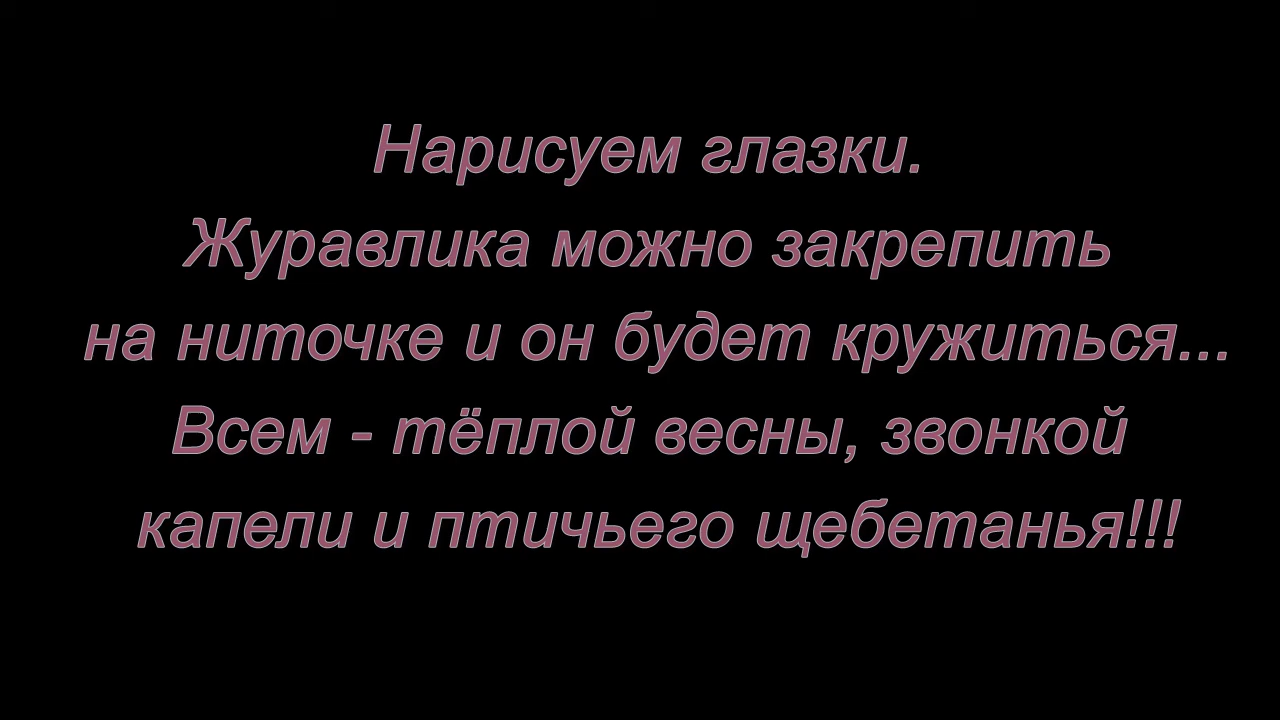 Нарисуем глазки.
Журавлика можно закрепить
на ниточке и он будет кружиться...
Всем - тёплой весны, звонкой
капели и птичьего щебетанья!!!